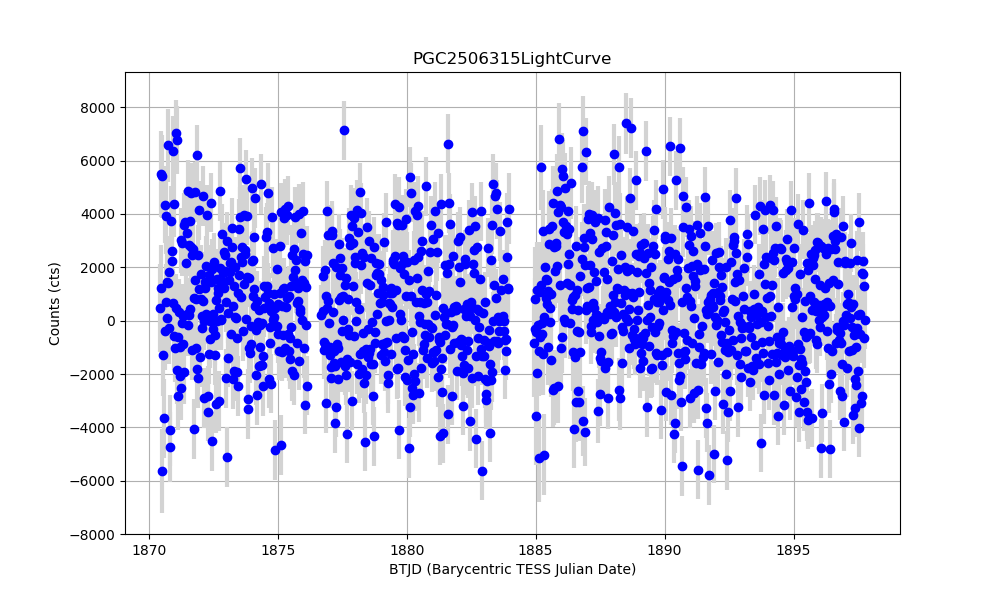 PGC2506315LightCurve
8000
6000
4000
2000
0
−2000
−4000
−6000
−8000
Counts (cts)
1870 1875 1880 1885 1890 1895
BTJD (Barycentric TESS Julian Date)